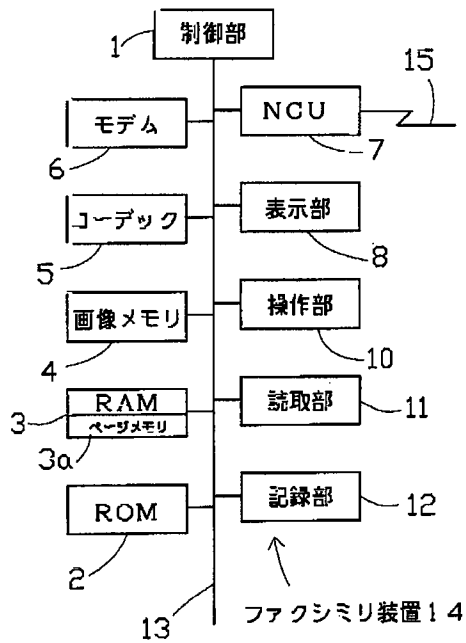 制御部
1
モデム
NCU
15
6
7
コーデック
表示部
5
8
画像メモリ
操作部
4
10
RAM
3
ページメモリ
読取部
11
3a
ROM
記録部
12
2
13
ファクシミリ装置14